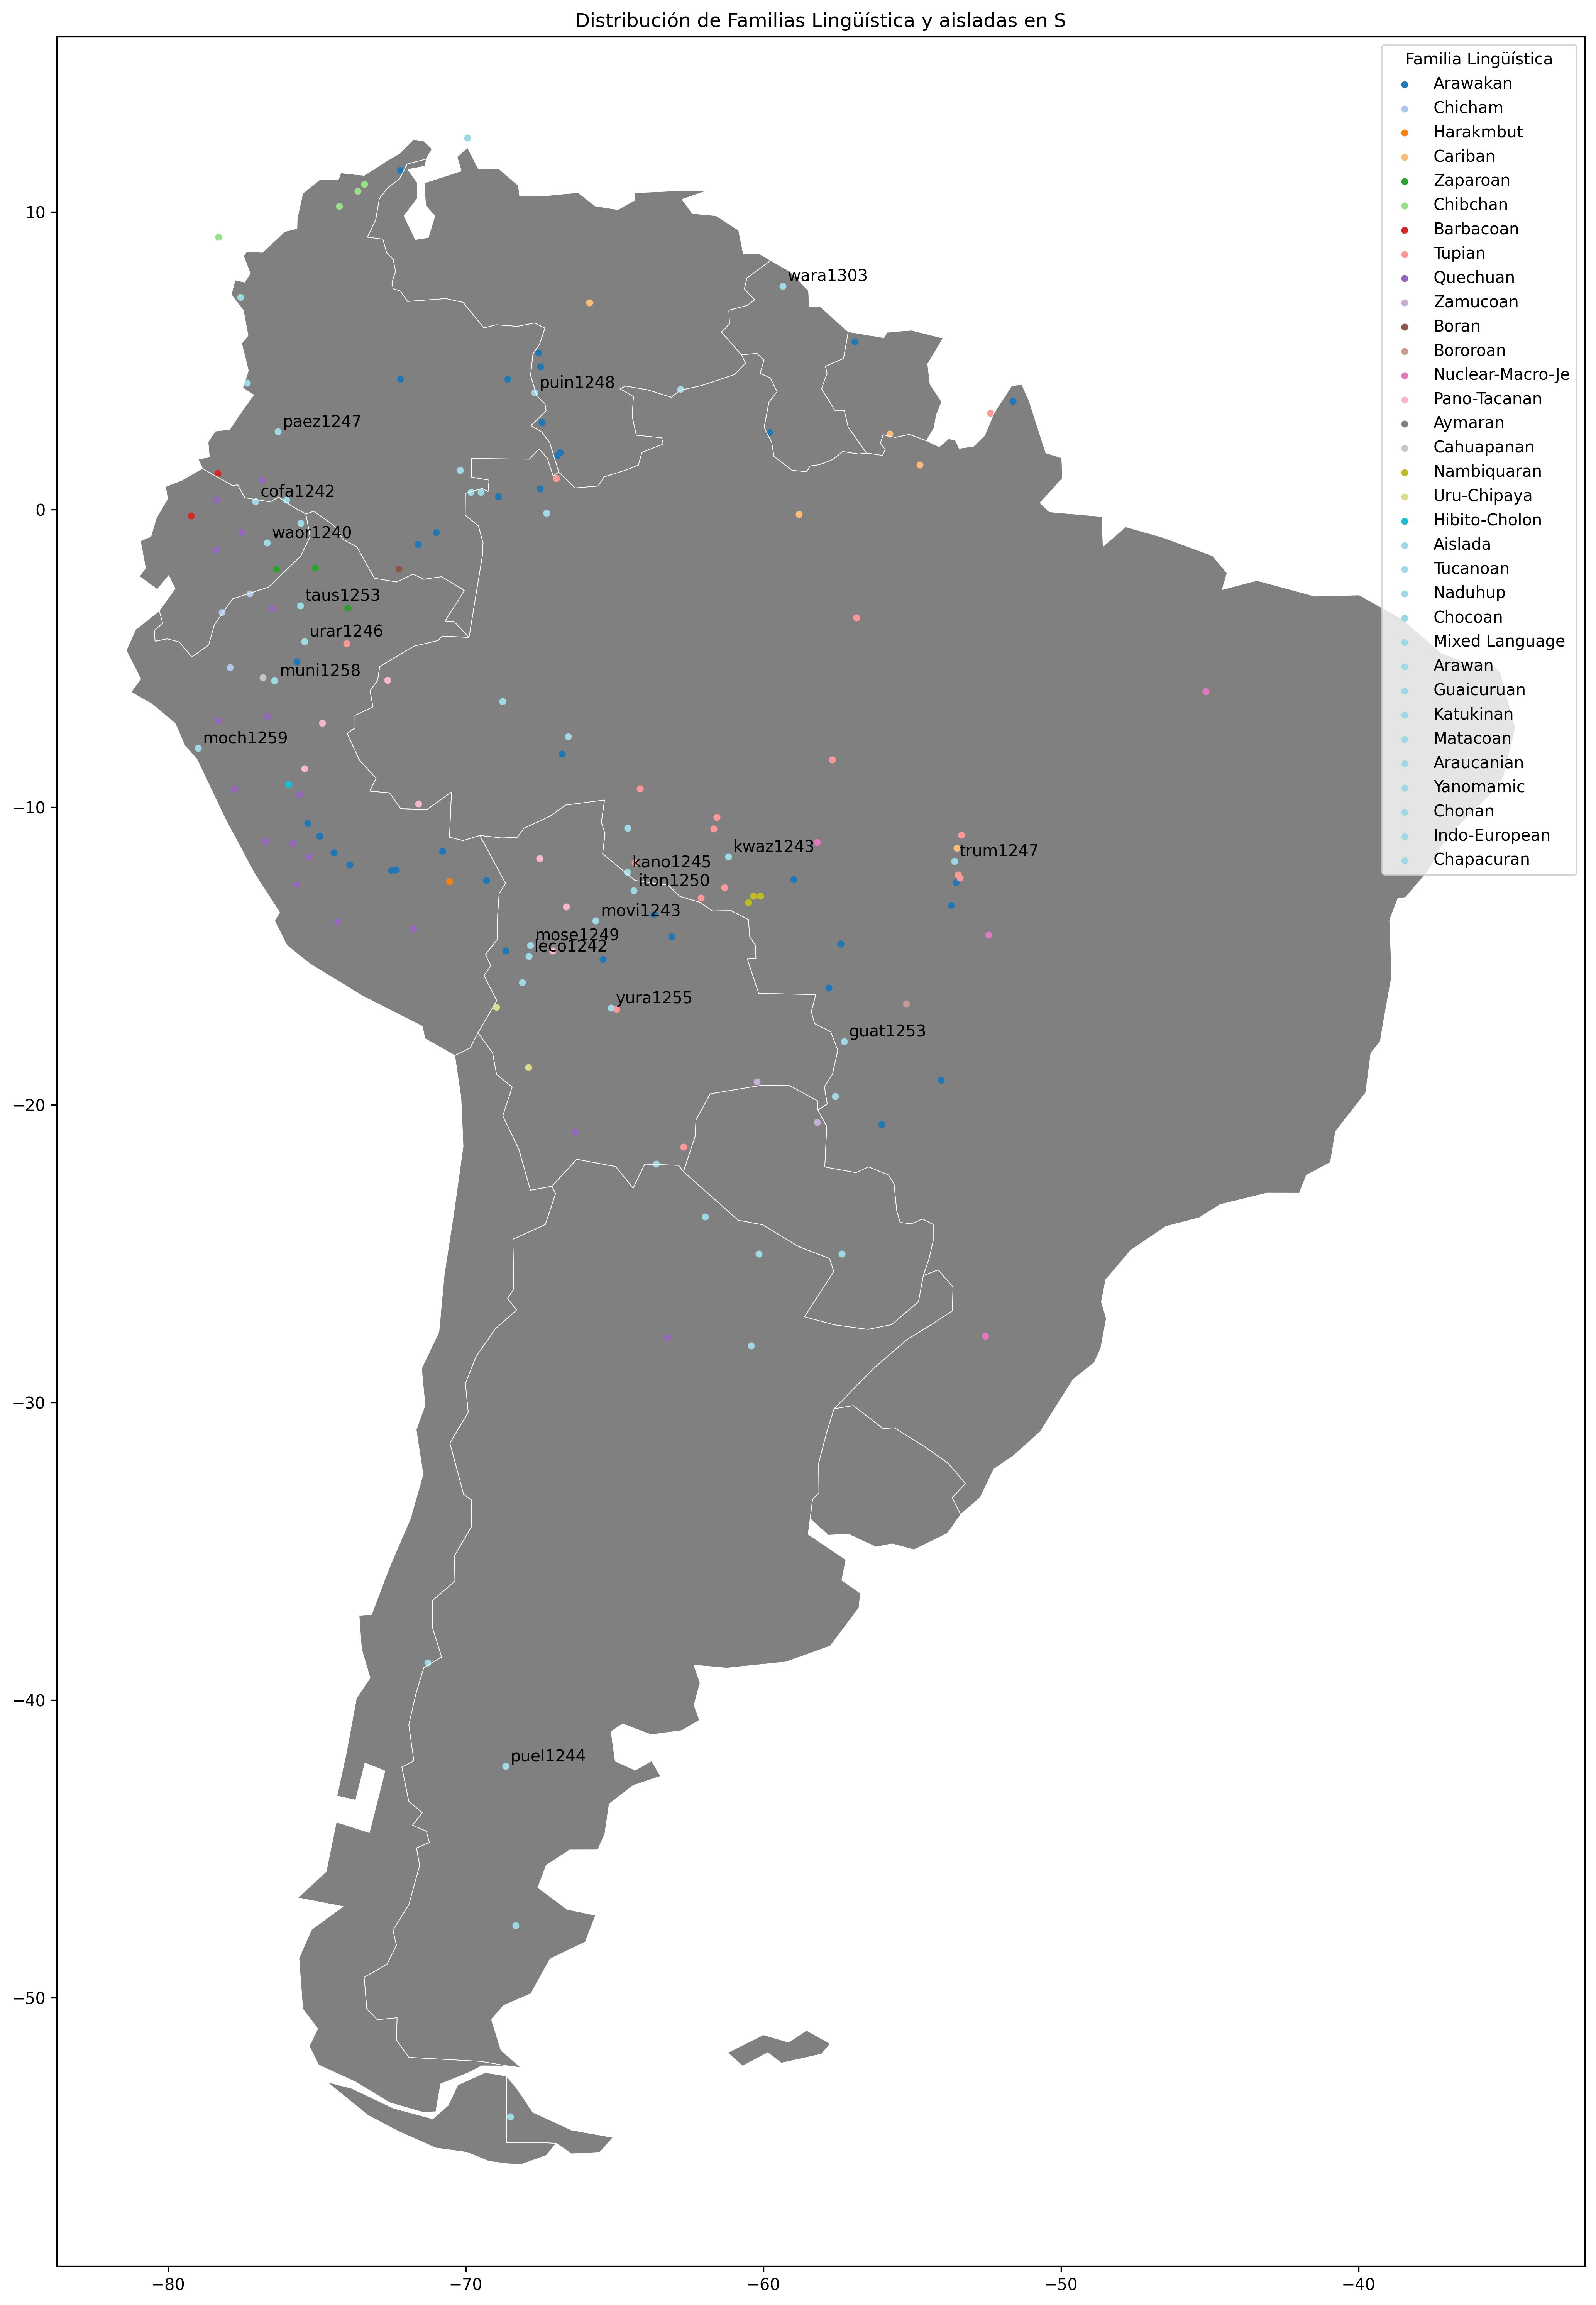 Distribución de Familias Lingüística y aisladas en S
Familia Lingüística
Arawakan
Chicham
Harakmbut
Cariban
Zaparoan
Chibchan
Barbacoan
Tupian
Quechuan
Zamucoan
Boran
Bororoan
Nuclear-Macro-Je
Pano-Tacanan
Aymaran
Cahuapanan
Nambiquaran
Uru-Chipaya
Hibito-Cholon
Aislada
Tucanoan
Naduhup
Chocoan
Mixed Language
Arawan
Guaicuruan
Katukinan
Matacoan
Araucanian
Yanomamic
Chonan
Indo-European
Chapacuran
wara1303
puin1248
paez1247
cofa1242
waor1240
taus1253
urar1246
muni1258
moch1259
kwaz1243
trum1247
kano1245
iton1250
movi1243
mose1249
leco1242
yura1255
guat1253
puel1244
10
0
−10
−20
−30
−40
−50
−80
−70
−60
−50
−40